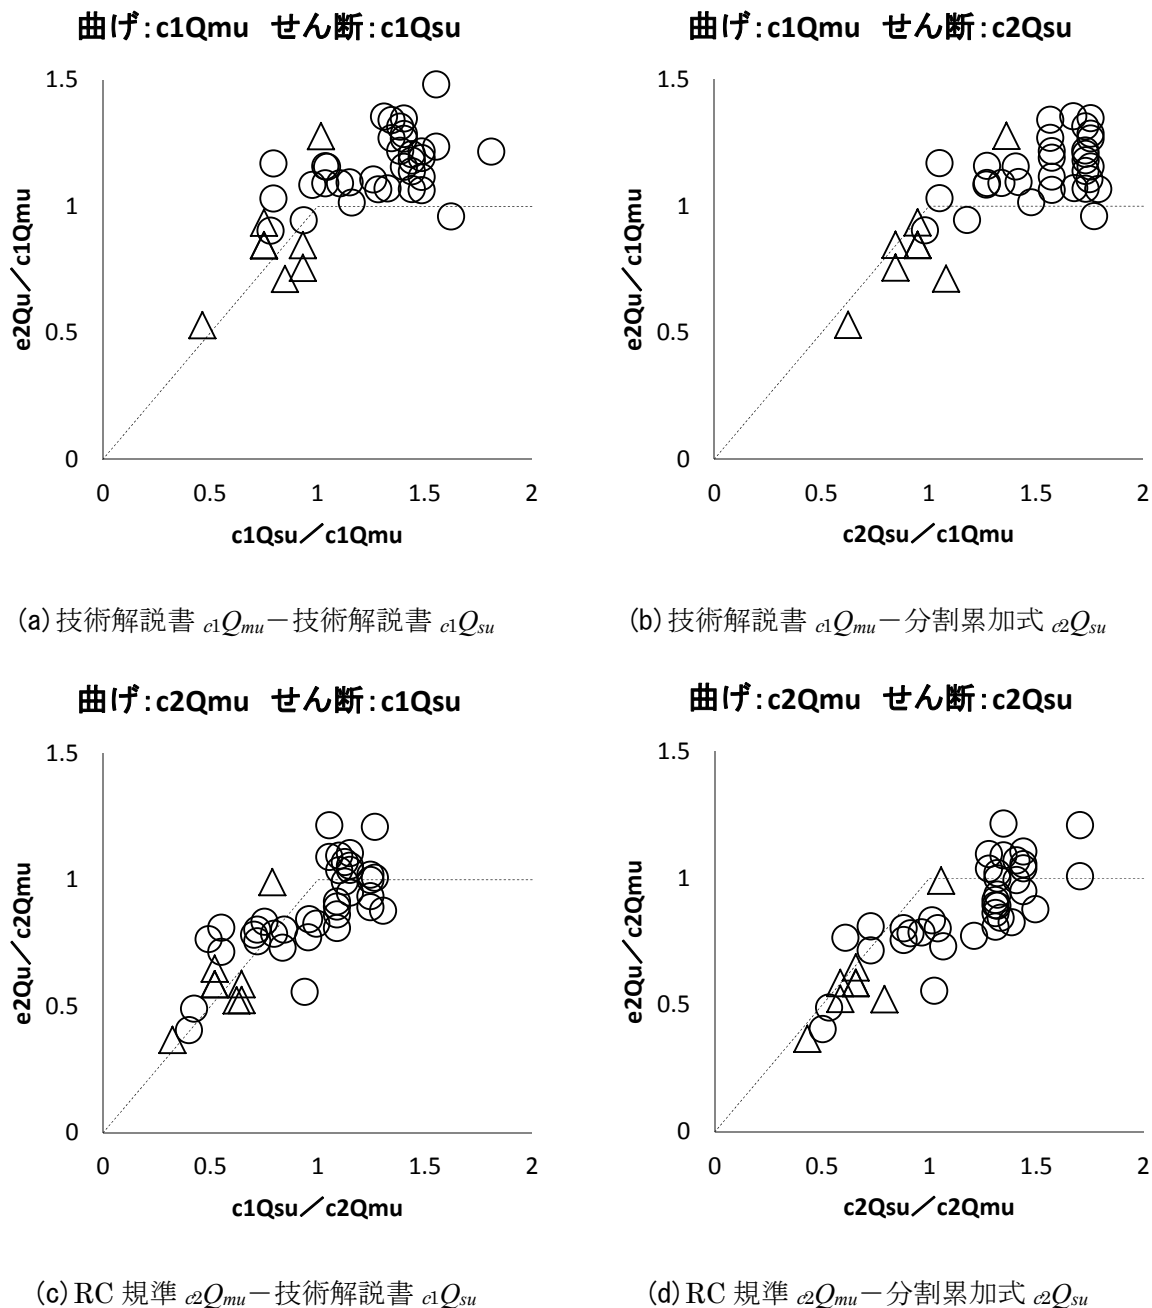 曲げ:c1Qmu せん断:c1Qsu
1.5
1
0.5
0
e2Qu／c1Qmu
0 0.5 1 1.5 2
c1Qsu／c1Qmu
(a)技術解説書 c1Qmu－技術解説書 c1Qsu
曲げ:c1Qmu せん断:c2Qsu
1.5
1
0.5
0
e2Qu／c1Qmu
0 0.5 1 1.5 2
c2Qsu／c1Qmu
(b)技術解説書 c1Qmu－分割累加式 c2Qsu
曲げ:c2Qmu せん断:c1Qsu
1.5
1
0.5
0
e2Qu／c2Qmu
0 0.5 1 1.5 2
c1Qsu／c2Qmu
(c)RC 規準 c2Qmu－技術解説書 c1Qsu
曲げ:c2Qmu せん断:c2Qsu
1.5
1
0.5
0
e2Qu／c2Qmu
0 0.5 1 1.5 2
c2Qsu／c2Qmu
(d)RC 規準 c2Qmu－分割累加式 c2Qsu